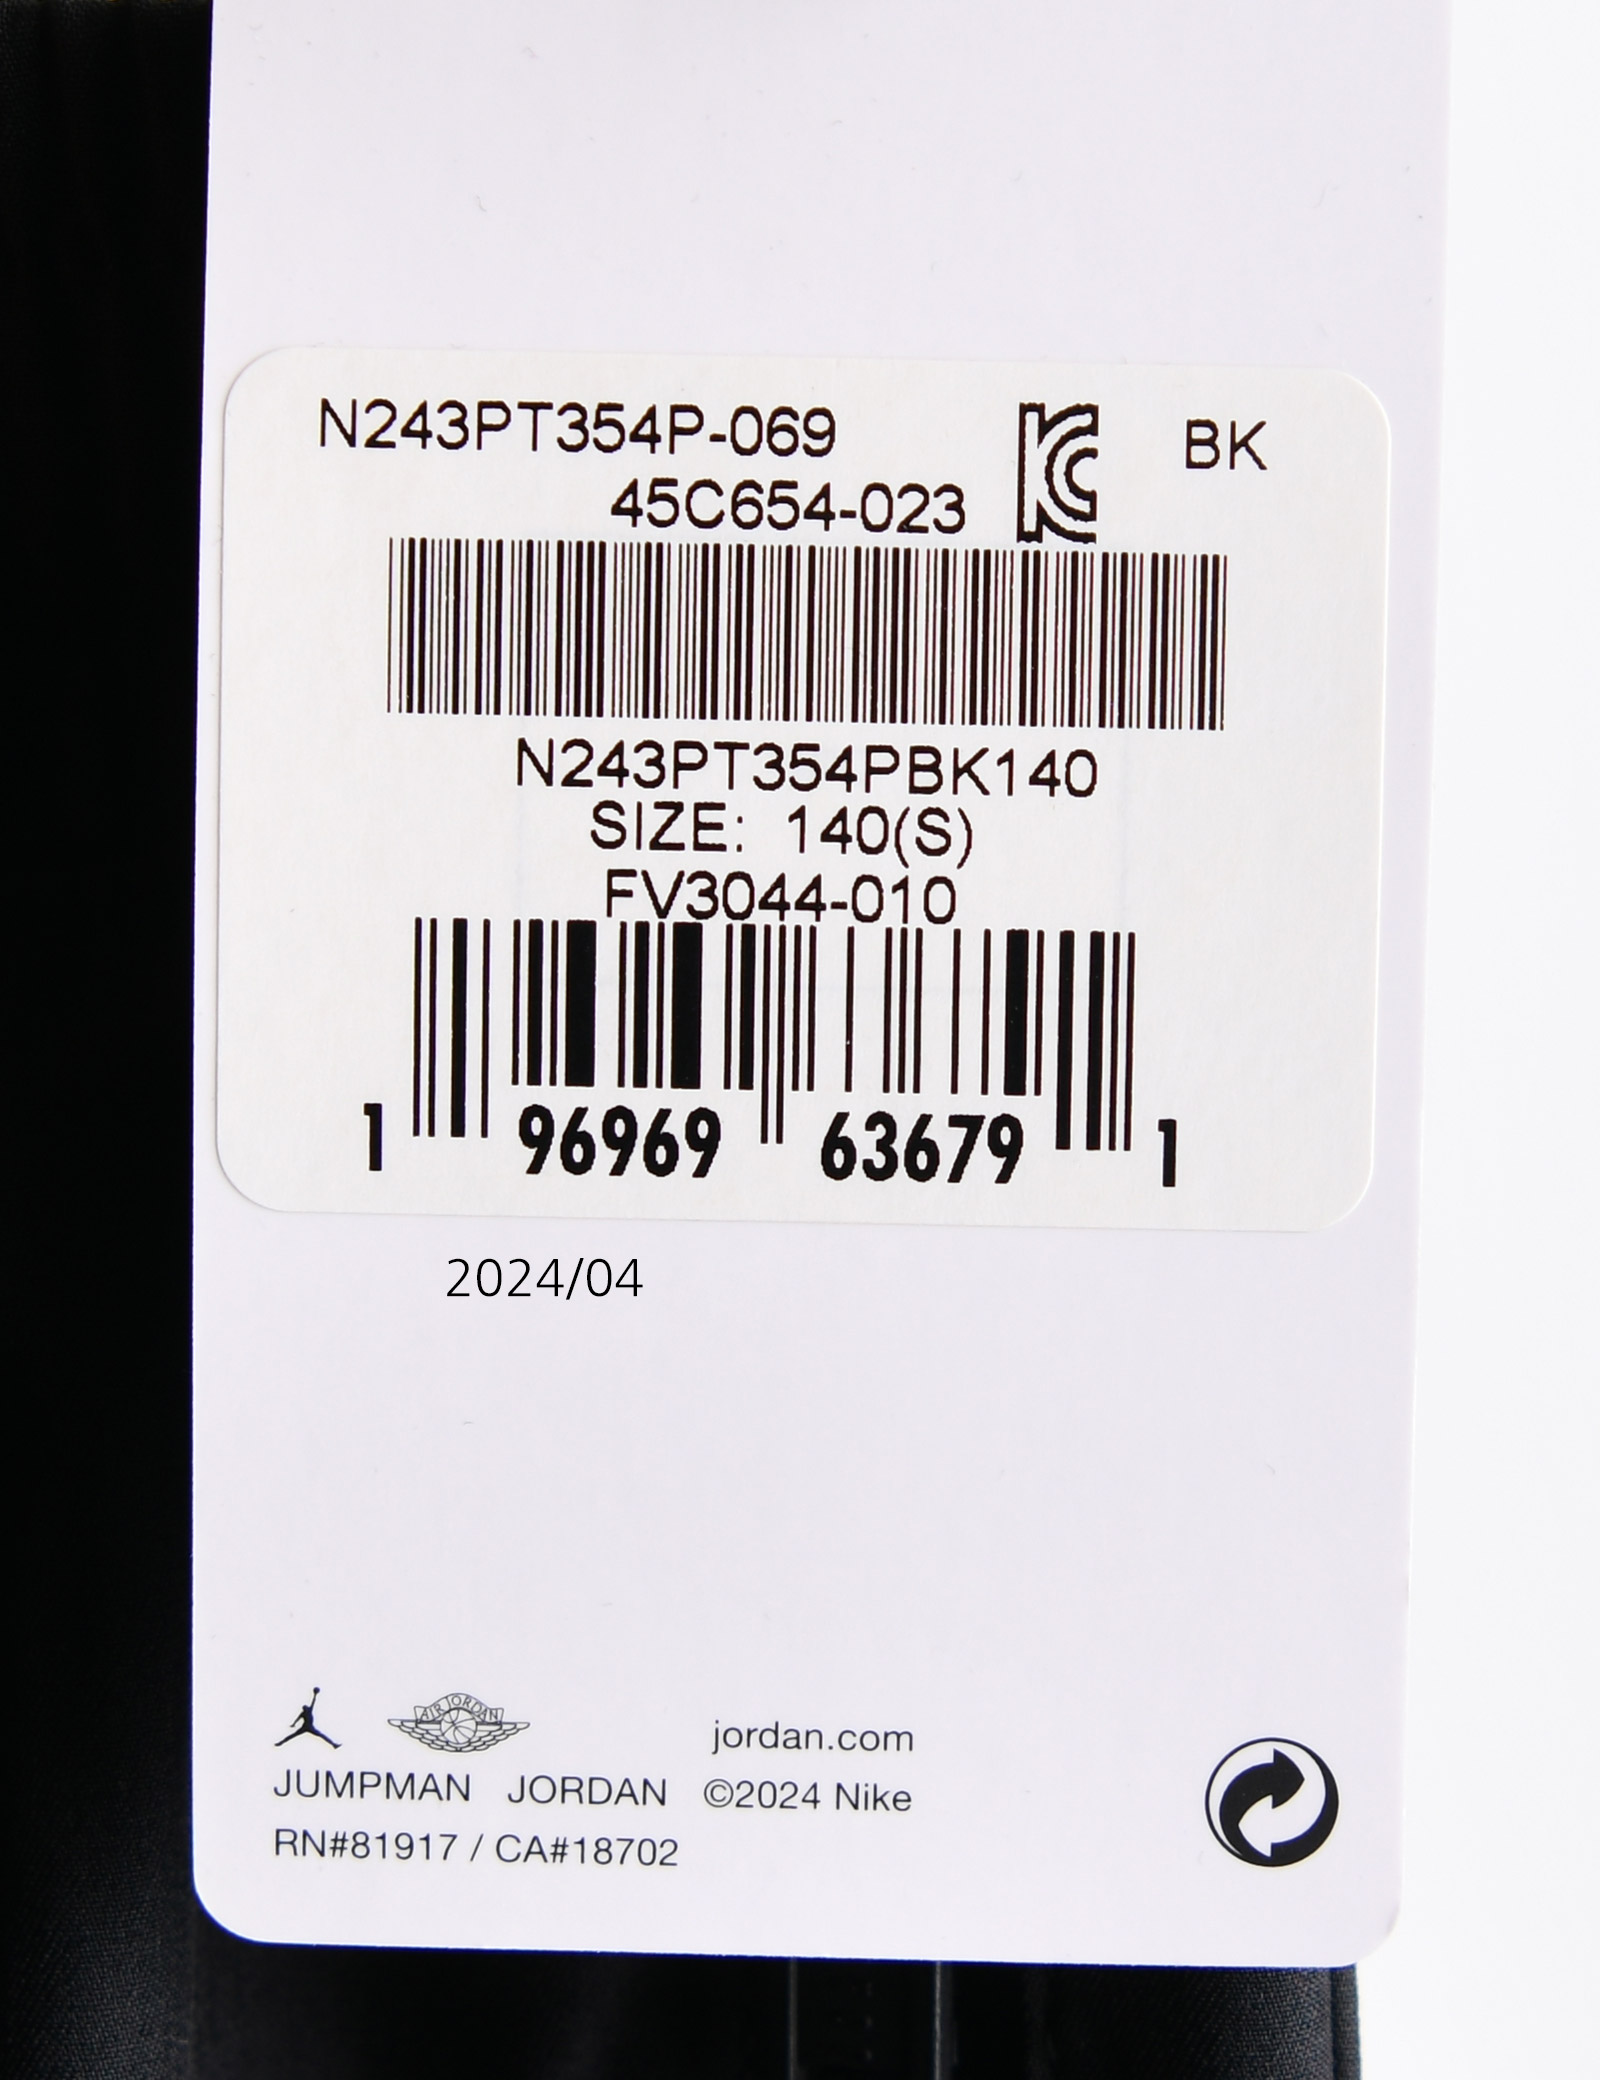 N243PT354P-069
BK
45C654-023
N243PT354PBK140
SIZE: 140(S)
FV3044-010
1 96969 63679 1
2024/04
AIR JORDAN
jordan.com
JUMPMAN JORDAN ©2024 Nike
RN#81917 / CA#18702